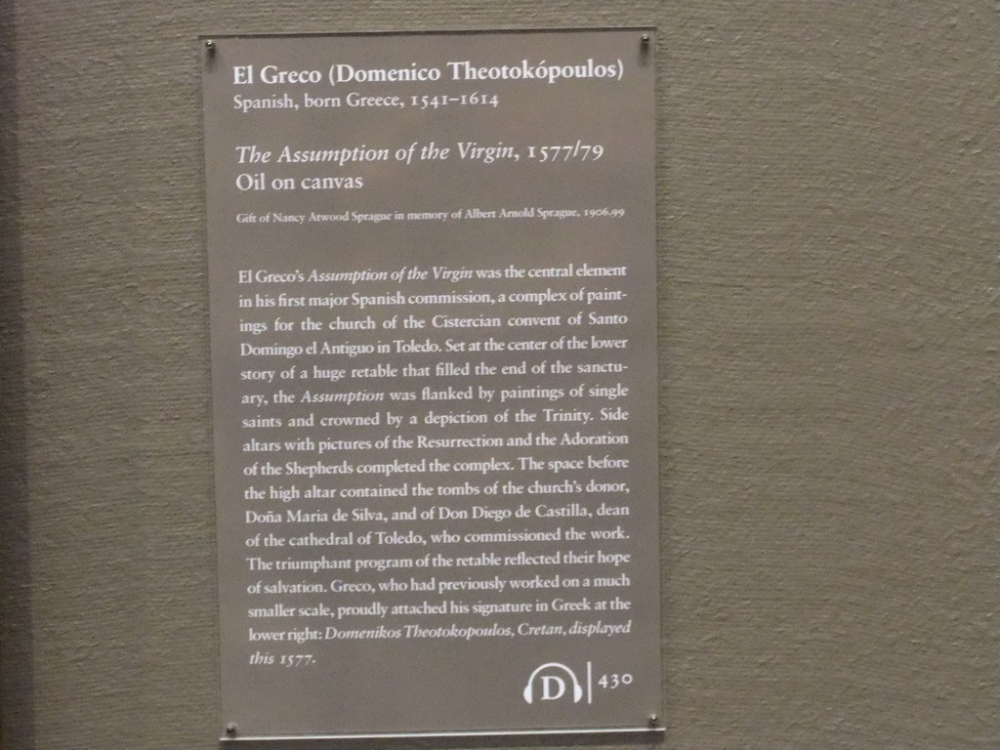 El Greco (Domenico Theotokópoulos)
Spanish, born Greece, 1541–1614
The Assumption of the Virgin, 1577/79
Oil on canvas
Gift of Nancy Atwood Sprague in memory of Albert Arnold Sprague, 1906.99
El Greco's Assumption of the Virgin was the central element
in his first major Spanish commission, a complex of paint-
ings for the church of the Cistercian convent of Santo
Domingo el Antiguo in Toledo. Set at the center of the lower
story of a huge retable that filled the end of the sanctu-
ary, the Assumption was flanked by paintings of single
saints and crowned by a depiction of the Trinity. Side
altars with pictures of the Resurrection and the Adoration
of the Shepherds completed the complex. The space before
the high altar contained the tombs of the church's donor,
Doña Maria de Silva, and of Don Diego de Castilla, dean
of the cathedral of Toledo, who commissioned the work.
The triumphant program of the retable reflected their hope
of salvation. Greco, who had previously worked on a much
smaller scale, proudly attached his signature in Greek at the
lower right: Domenikos Theotokopoulos, Cretan, displayed
this 1577.
D 430